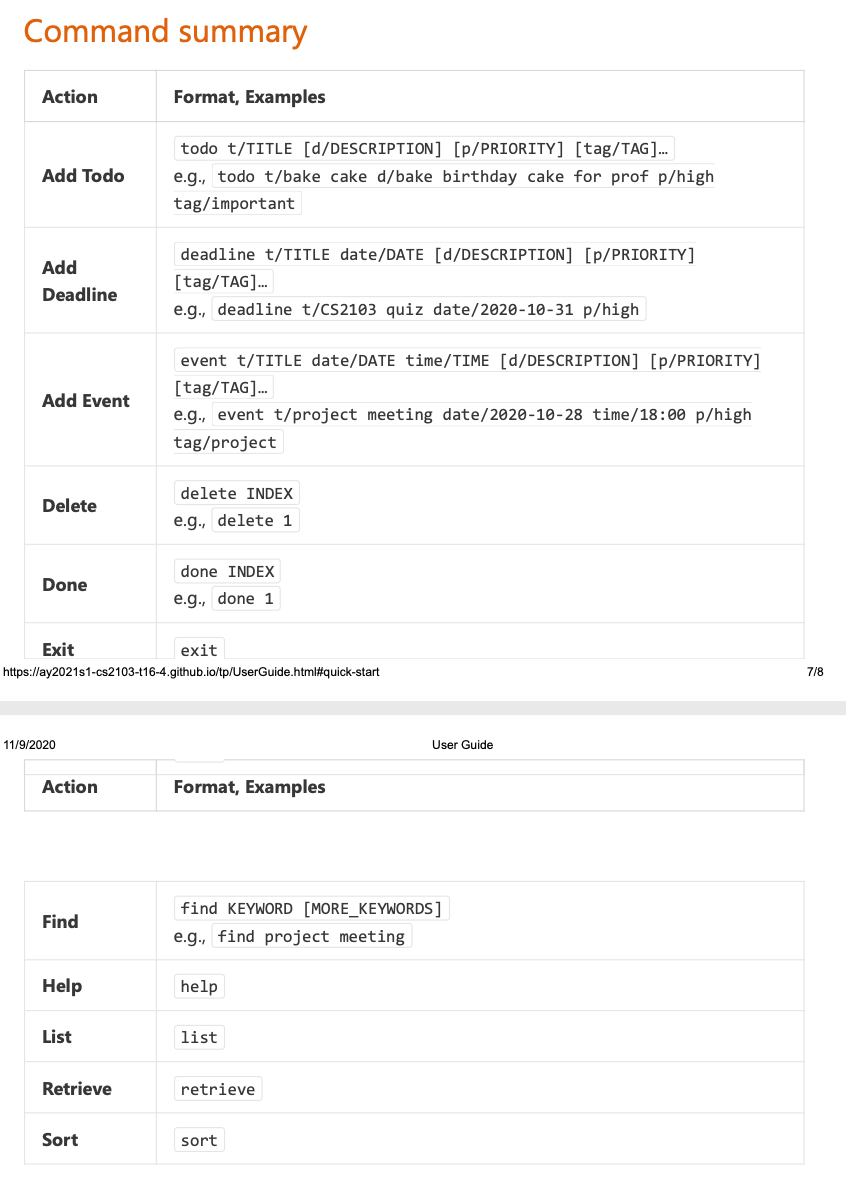 Command summary
Action Format, Examples
Add Todo
todo t/TITLE [d/DESCRIPTION] [p/PRIORITY] [tag/TAG]…
e.g., todo t/bake cake d/bake birthday cake for prof p/high
tag/important
Add
Deadline
deadline t/TITLE date/DATE [d/DESCRIPTION] [p/PRIORITY]
[tag/TAG]…
e.g., deadline t/CS2103 quiz date/2020-10-31 p/high
Add Event
event t/TITLE date/DATE time/TIME [d/DESCRIPTION] [p/PRIORITY]
[tag/TAG]…
e.g., event t/project meeting date/2020-10-28 time/18:00 p/high
tag/project
Delete
delete INDEX
e.g., delete 1
Done
done INDEX
e.g., done 1
Exit exit
https://ay2021s1-cs2103-t16-4.github.io/tp/UserGuide.html#quick-start 7/8
11/9/2020 User Guide
Action Format, Examples
Find
find KEYWORD [MORE_KEYWORDS]
e.g., find project meeting
Help help
List list
Retrieve retrieve
Sort sort